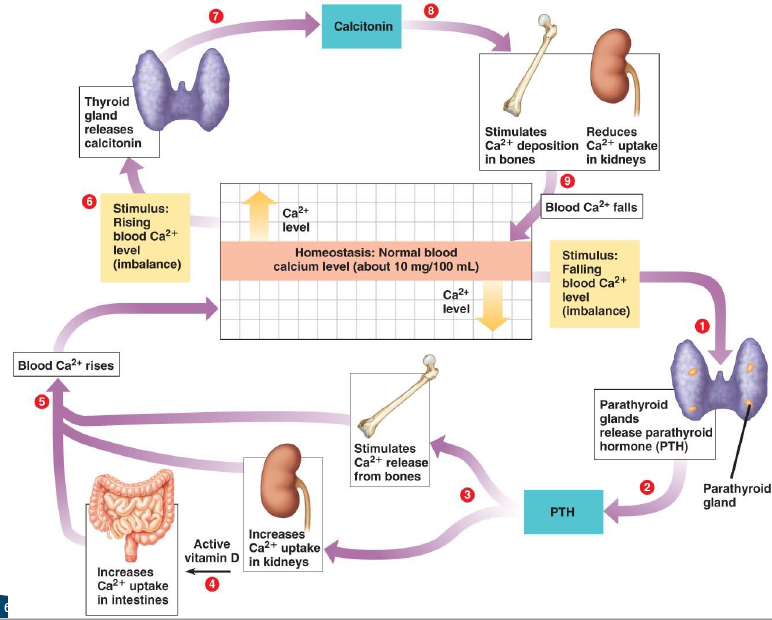 7
Calcitonin
8
Thyroid
gland
releases
calcitonin
Stimulates
Ca2+ deposition
in bones
Reduces
Ca2+ uptake
in kidneys
9
Blood Ca2+ falls
6
Stimulus:
Rising
blood Ca2+
level
(imbalance)
Ca2+
level
Homeostasis: Normal blood
calcium level (about 10 mg/100 mL)
Ca2+
level
Stimulus:
Falling
blood Ca2+
level
(imbalance)
1
Blood Ca2+ rises
5
Parathyroid
glands
release parathyroid
hormone (PTH)
Parathyroid
gland
2
PTH
3
Stimulates
Ca2+ release
from bones
Increases
Ca2+ uptake
in kidneys
Active
vitamin D
4
Increases
Ca2+ uptake
in intestines